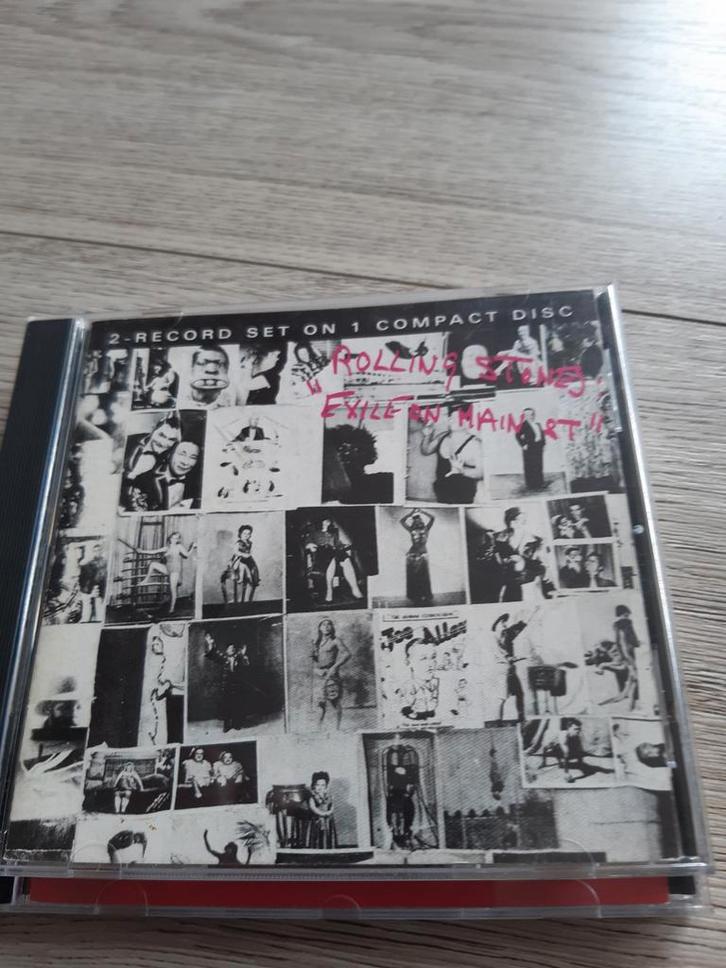 2-RECORD SET ON 1 COMPACT DISC
ROLLING STONES
"EXILE ON MAIN ST"
Joe Allen